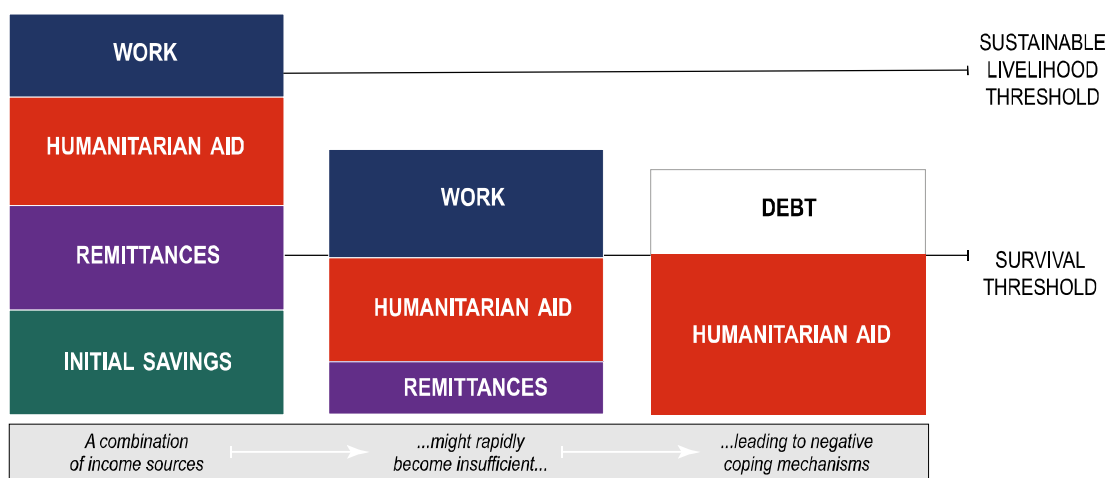 WORK
HUMANITARIAN AID
REMITTANCES
INITIAL SAVINGS
WORK
HUMANITARIAN AID
REMITTANCES
DEBT
HUMANITARIAN AID
SUSTAINABLE
LIVELIHOOD
THRESHOLD
SURVIVAL
THRESHOLD
A combination
of income sources
...might rapidly
become insufficient...
...leading to negative
coping mechanisms